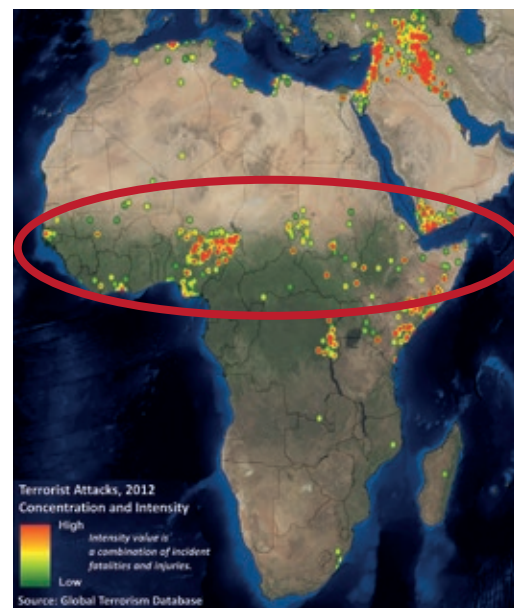 Terrorist Attacks, 2012
Concentration and Intensity
High
Intensity value is
a combination of incident
fatalities and injuries.
Low
Source: Global Terrorism Database